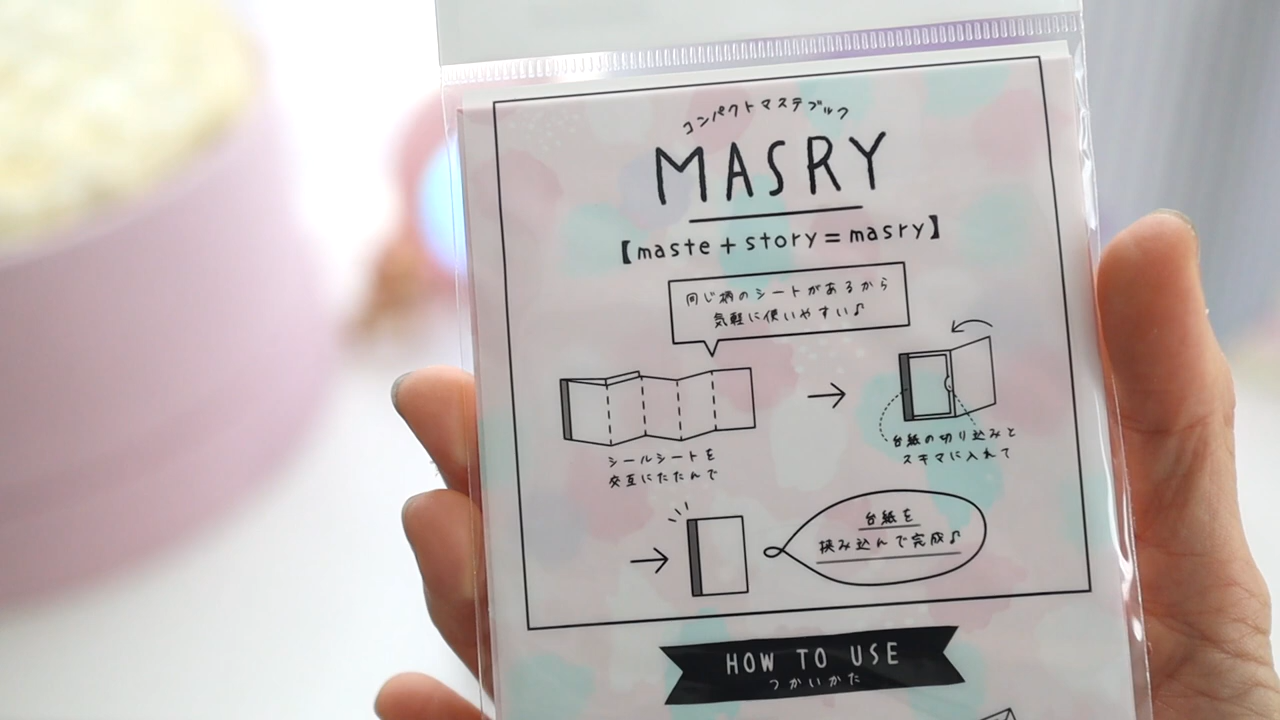 コンパクトマステブック
MASRY
【maste+story=masry】
同じ柄のシートがあるから
気軽に使いやすい♪
シールシートを
交互にたたんで
台紙の切り込みと
スキマに入れて
台紙を
挟み込んで完成♪
HOW TO USE
つかいかた